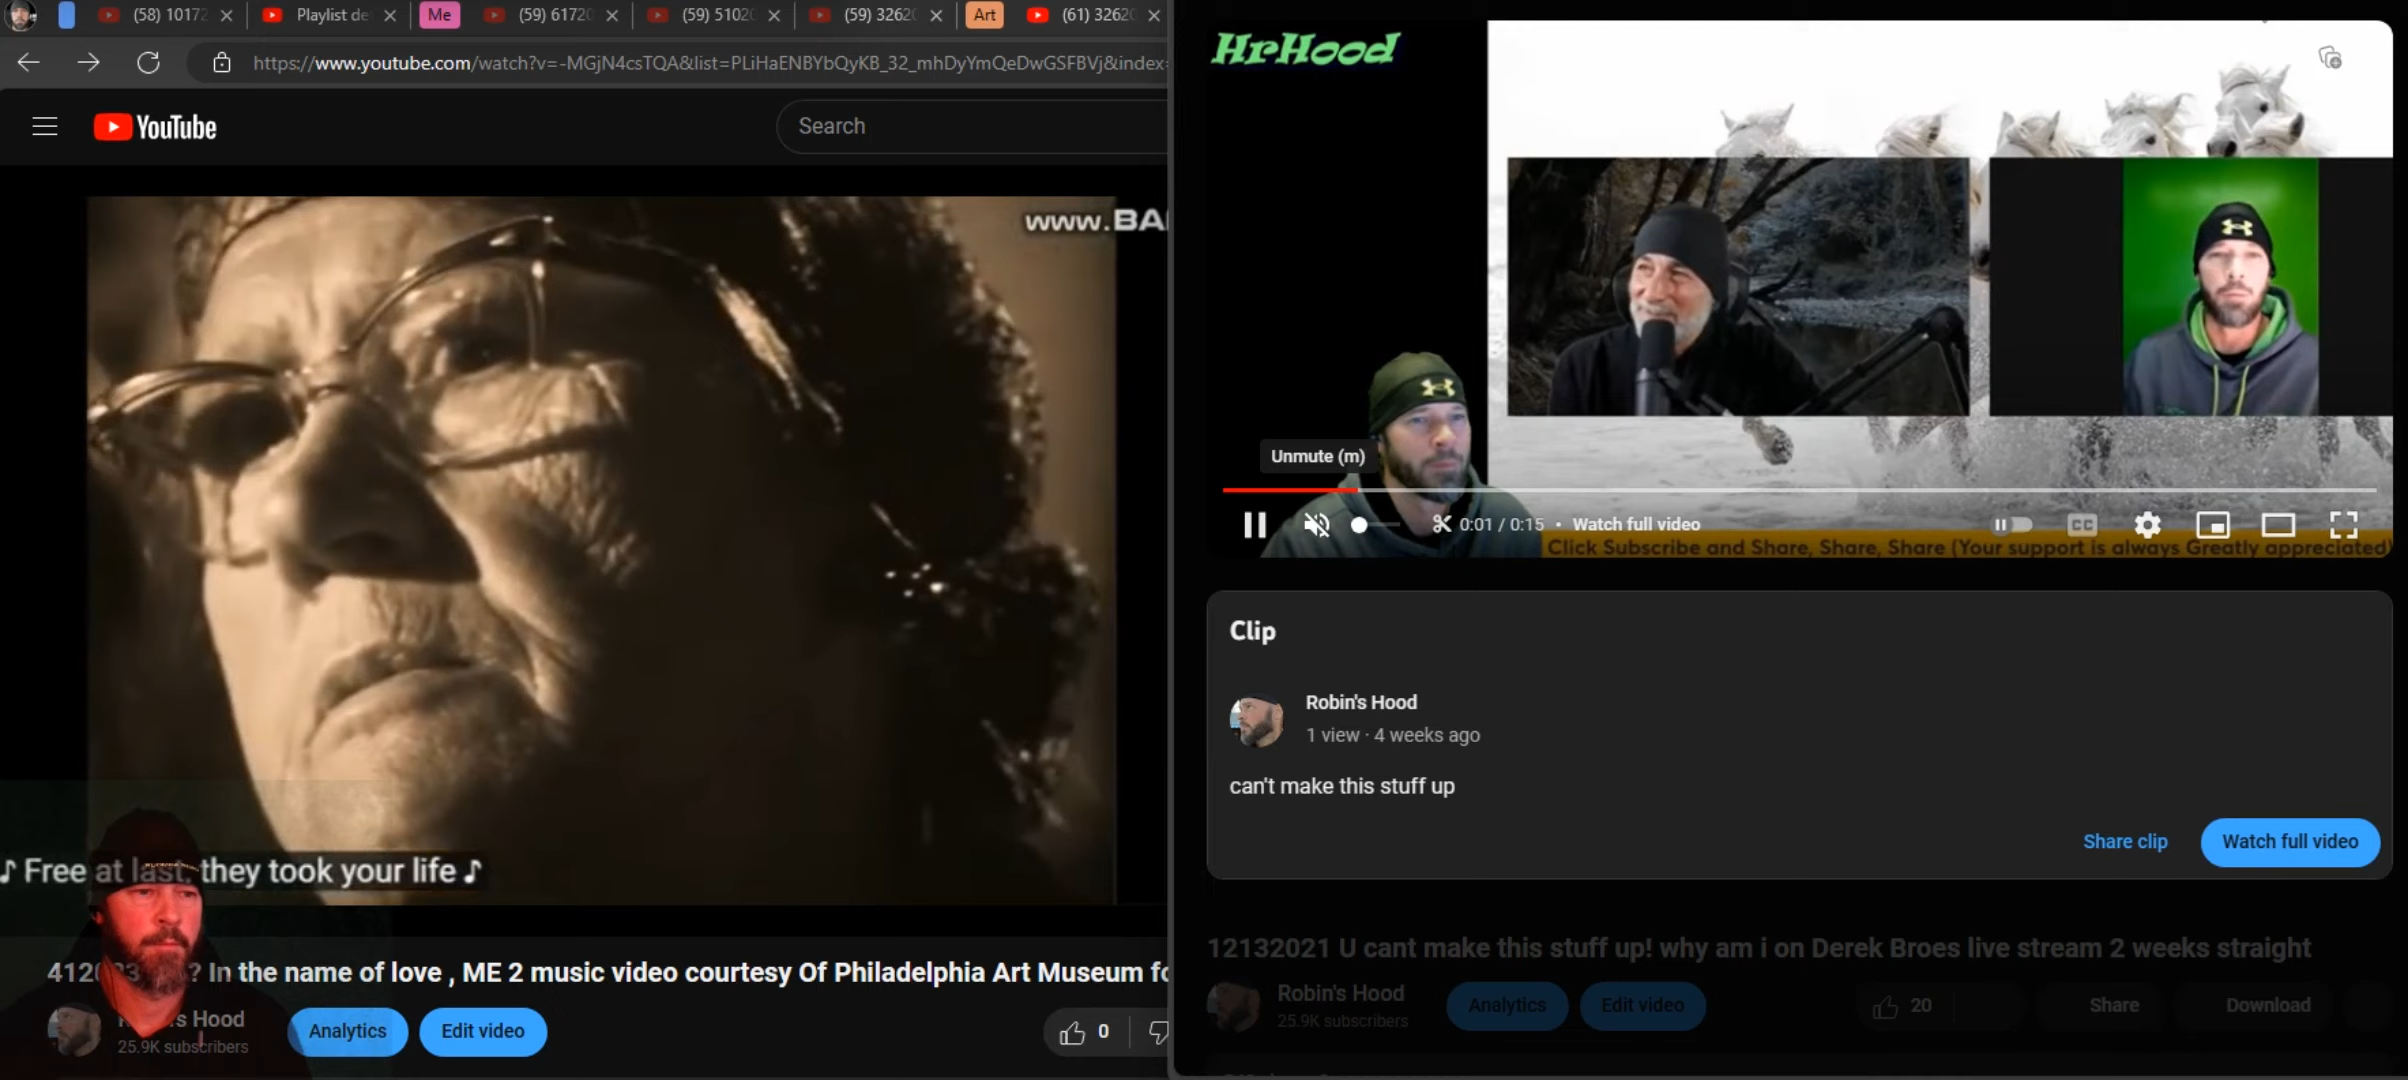 (58) 10172
Playlist de
Me
(59) 61720
(59) 51020
(59) 32620
Art
(61) 32620
https://www.youtube.com/watch?v=-MGjN4csTQA&list=PLiHaENBYbQyKB_32_mhDyYmQeDwGSFBVj&index=
YouTube
Search
www.BA
♪ Free at last, they took your life ♪
412 ? In the name of love , ME 2 music video courtesy Of Philadelphia Art Museum fo
s Hood
25.9K subscribers
Analytics
Edit video
0
HrHood
Unmute (m)
0:01 / 0:15 • Watch full video
CC
Click Subscribe and Share, Share, Share (Your support is always Greatly appreciated)
Clip
Robin's Hood
1 view · 4 weeks ago
can't make this stuff up
Share clip
Watch full video
12132021 U cant make this stuff up! why am i on Derek Broes live stream 2 weeks straight
Robin's Hood
25.9K subscribers
Analytics
Edit video
20
Share
Download